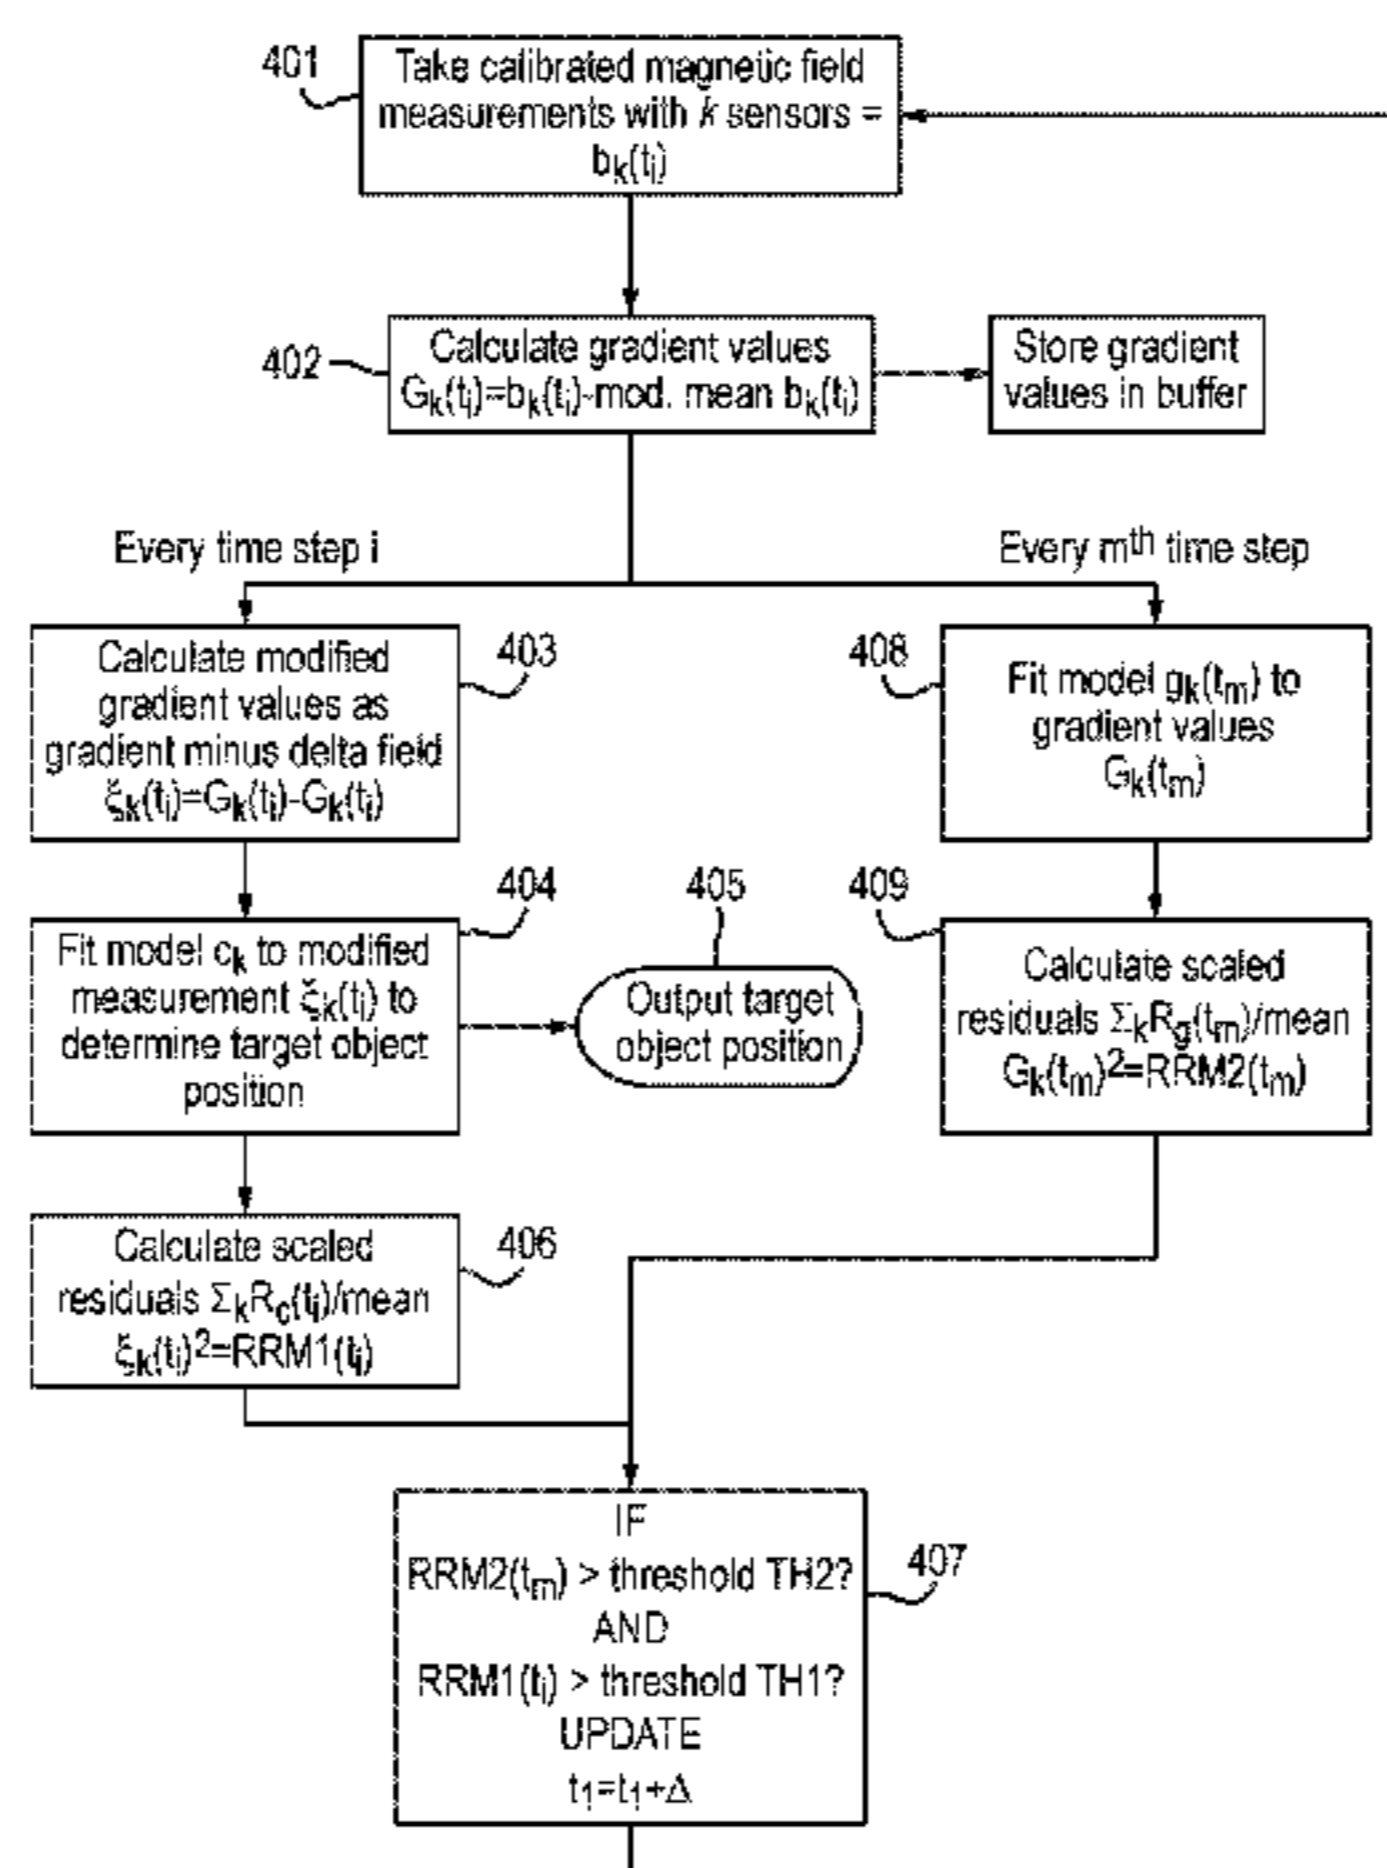 401
Take calibrated magnetic field
measurements with k sensors =
bk(ti)
402
Calculate gradient values
Gk(ti)=bk(ti)-mod. mean bk(ti)
Store gradient
values in buffer
Every time step i
Every mth time step
Calculate modified
gradient values as
gradient minus delta field
ξk(ti)=Gk(ti)-Gk(tj)
403
408
Fit model gk(tm) to
gradient values
Gk(tm)
Fit model ck to modified
measurement ξk(ti) to
determine target object
position
404
405
Output target
object position
409
Calculate scaled
residuals ΣkRg(tm)/mean
Gk(tm)2=RRM2(tm)
Calculate scaled
residuals ΣkRc(ti)/mean
ξk(ti)2=RRM1(ti)
406
IF
RRM2(tm) > threshold TH2?
AND
RRM1(ti) > threshold TH1?
UPDATE
t1=t1+Δ
407